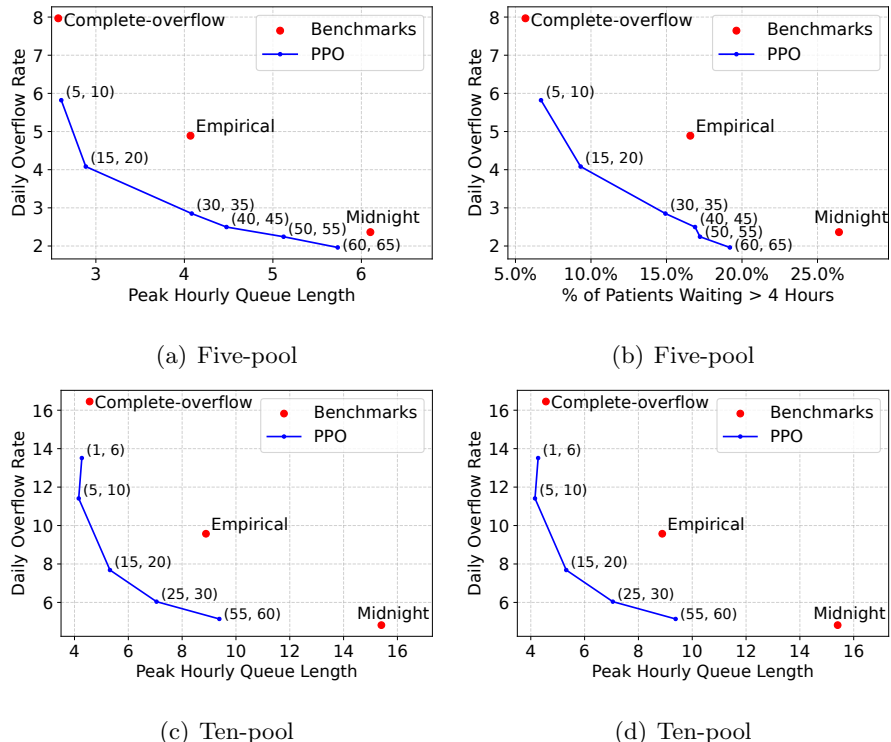 8
7
6
5
4
3
2
Daily Overflow Rate
Complete-overflow
Benchmarks
PPO
(5, 10)
Empirical
(15, 20)
(30, 35)
(40, 45)
(50, 55)
Midnight
(60, 65)
3 4 5 6
Peak Hourly Queue Length
(a) Five-pool
8
7
6
5
4
3
2
Daily Overflow Rate
Complete-overflow
Benchmarks
PPO
(5, 10)
Empirical
(15, 20)
(30, 35)
(40, 45)
(50, 55)
Midnight
(60, 65)
5.0% 10.0% 15.0% 20.0% 25.0%
% of Patients Waiting > 4 Hours
(b) Five-pool
16
14
12
10
8
6
Daily Overflow Rate
Complete-overflow
Benchmarks
PPO
(1, 6)
(5, 10)
Empirical
(15, 20)
(25, 30)
(55, 60)
Midnight
4 6 8 10 12 14 16
Peak Hourly Queue Length
(c) Ten-pool
16
14
12
10
8
6
Daily Overflow Rate
Complete-overflow
Benchmarks
PPO
(1, 6)
(5, 10)
Empirical
(15, 20)
(25, 30)
(55, 60)
Midnight
4 6 8 10 12 14 16
Peak Hourly Queue Length
(d) Ten-pool